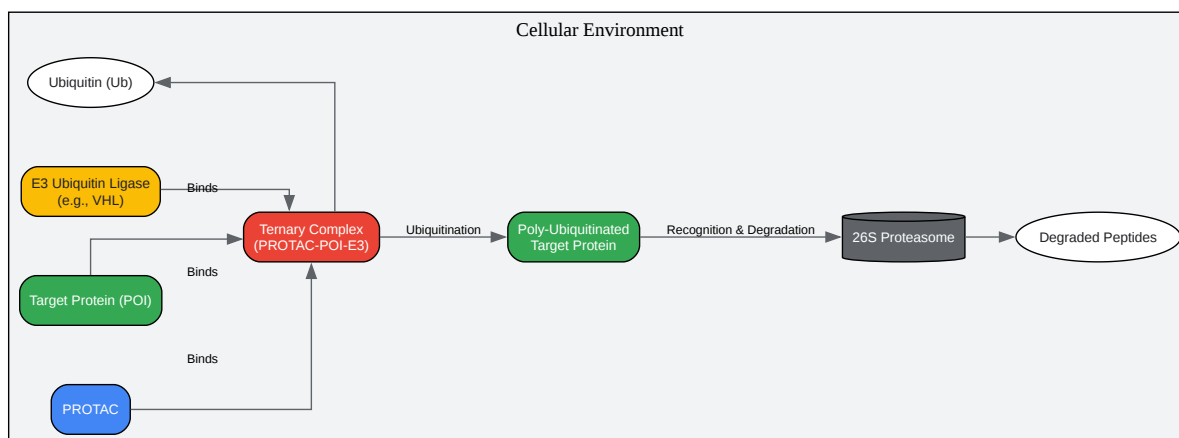 Cellular Environment
Ubiquitin (Ub)
E3 Ubiquitin Ligase
(e.g., VHL)
Binds
Ternary Complex
(PROTAC-POI-E3)
Ubiquitination
Poly-Ubiquitinated
Target Protein
Recognition & Degradation
26S Proteasome
Degraded Peptides
Binds
Target Protein (POI)
Binds
PROTAC